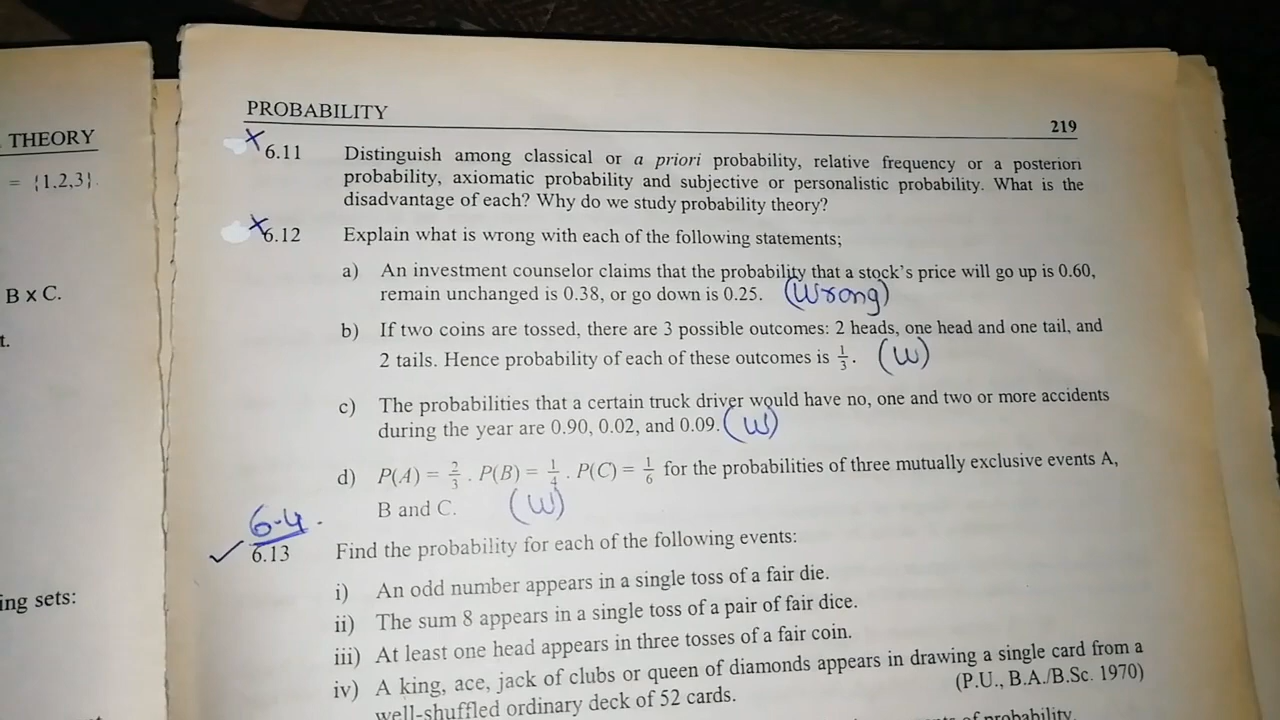 THEORY
= {1,2,3}.
B x C.
t.
ing sets:
PROBABILITY
219
x 6.11 Distinguish among classical or a priori probability, relative frequency or a posteriori
probability, axiomatic probability and subjective or personalistic probability. What is the
disadvantage of each? Why do we study probability theory?
x 6.12 Explain what is wrong with each of the following statements;
a) An investment counselor claims that the probability that a stock's price will go up is 0.60,
remain unchanged is 0.38, or go down is 0.25. (Wrong)
b) If two coins are tossed, there are 3 possible outcomes: 2 heads, one head and one tail, and
2 tails. Hence probability of each of these outcomes is 1/3. (W)
c) The probabilities that a certain truck driver would have no, one and two or more accidents
during the year are 0.90, 0.02, and 0.09. (W)
d) P(A) = 2/3 . P(B) = 1/4 . P(C) = 1/6 for the probabilities of three mutually exclusive events A,
B and C. (W)
6-4.
✓ 6.13 Find the probability for each of the following events:
i) An odd number appears in a single toss of a fair die.
ii) The sum 8 appears in a single toss of a pair of fair dice.
iii) At least one head appears in three tosses of a fair coin.
iv) A king, ace, jack of clubs or queen of diamonds appears in drawing a single card from a
well-shuffled ordinary deck of 52 cards.
(P.U., B.A./B.Sc. 1970)
of probability.